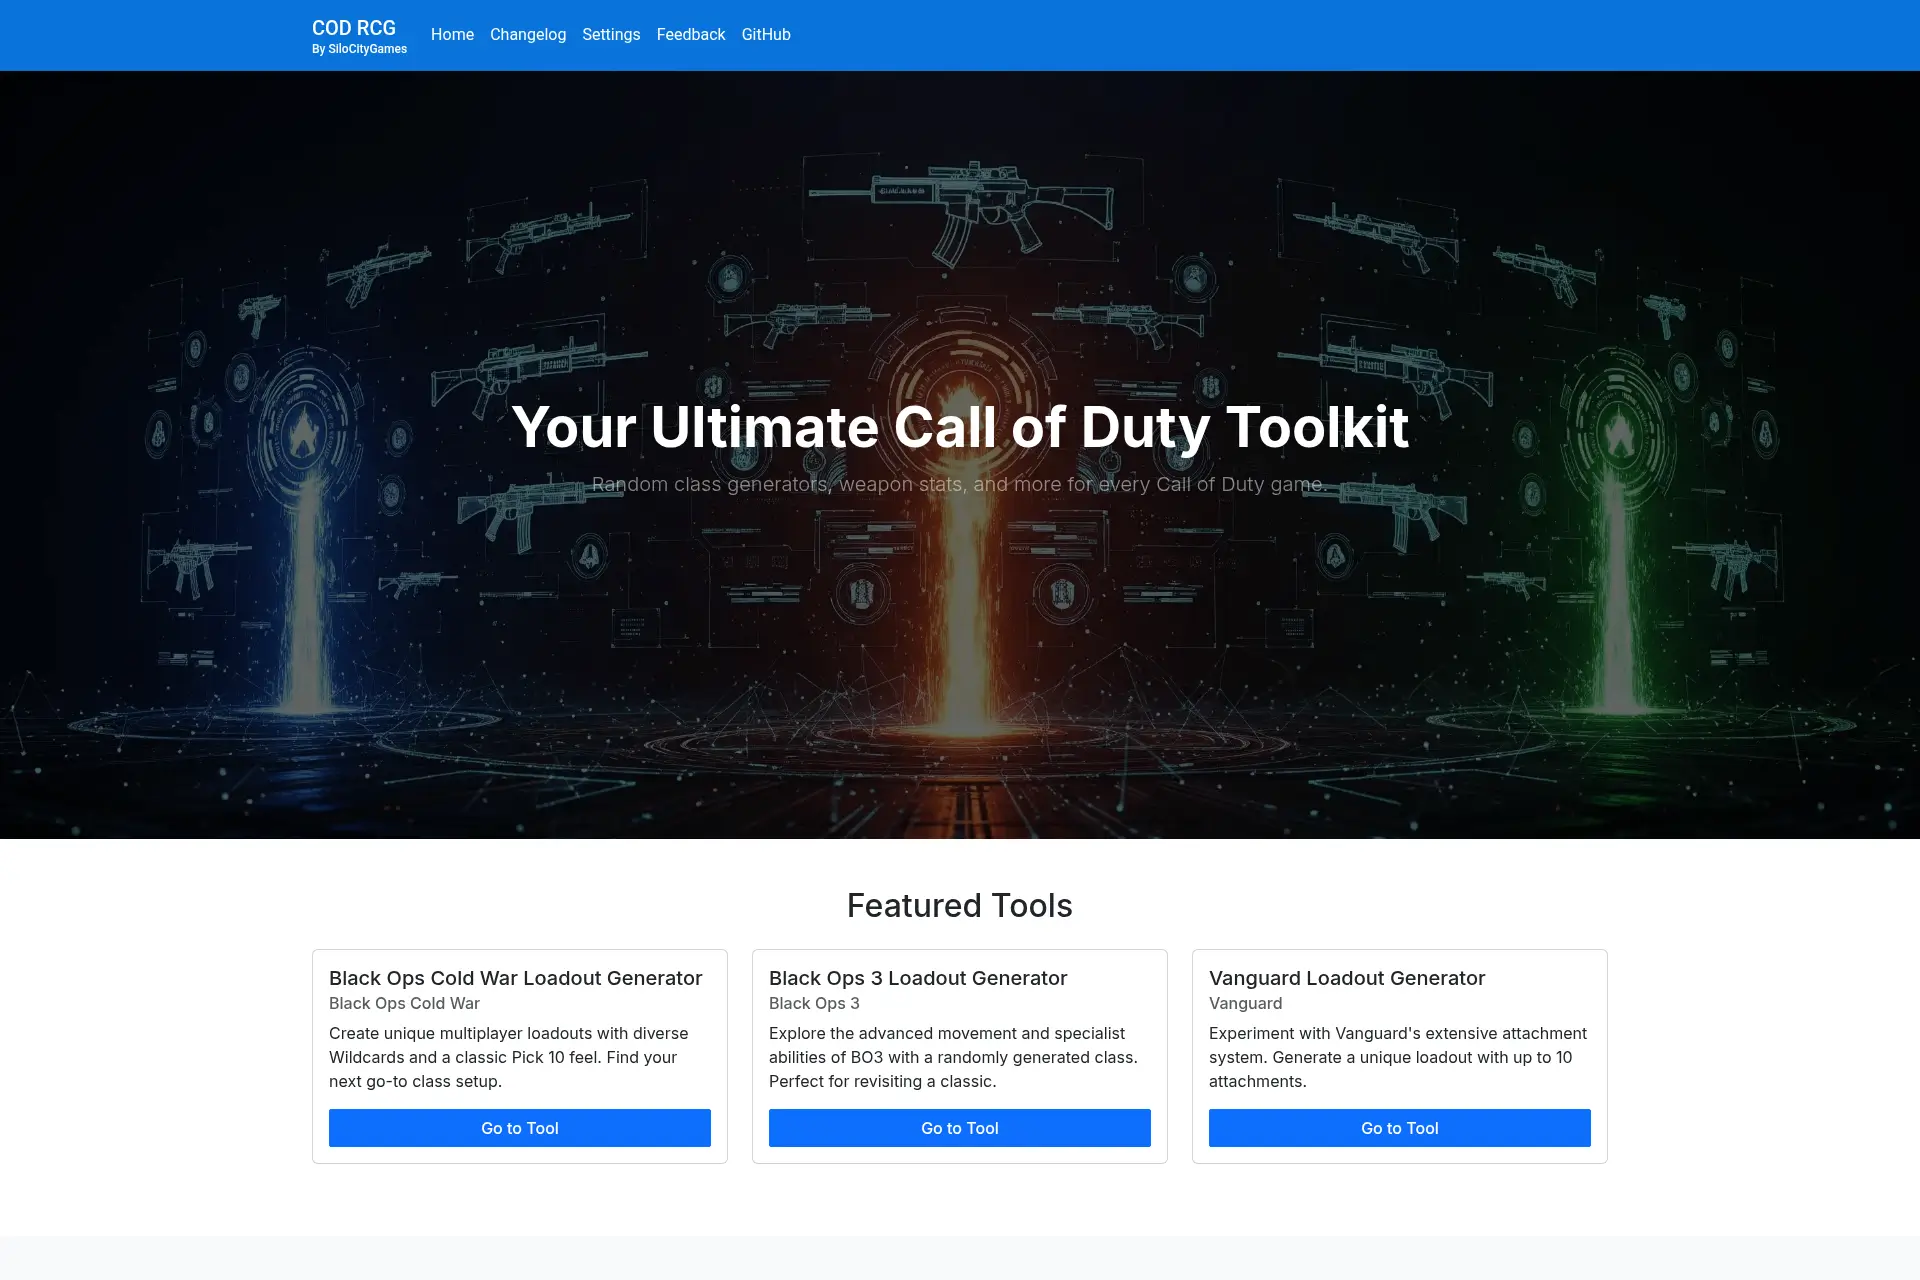 COD RCG
By SiloCityGames
Home
Changelog
Settings
Feedback
GitHub
Your Ultimate Call of Duty Toolkit
Random class generators, weapon stats, and more for every Call of Duty game.
Featured Tools
Black Ops Cold War Loadout Generator
Black Ops Cold War
Create unique multiplayer loadouts with diverse
Wildcards and a classic Pick 10 feel. Find your
next go-to class setup.
Go to Tool
Black Ops 3 Loadout Generator
Black Ops 3
Explore the advanced movement and specialist
abilities of BO3 with a randomly generated class.
Perfect for revisiting a classic.
Go to Tool
Vanguard Loadout Generator
Vanguard
Experiment with Vanguard's extensive attachment
system. Generate a unique loadout with up to 10
attachments.
Go to Tool